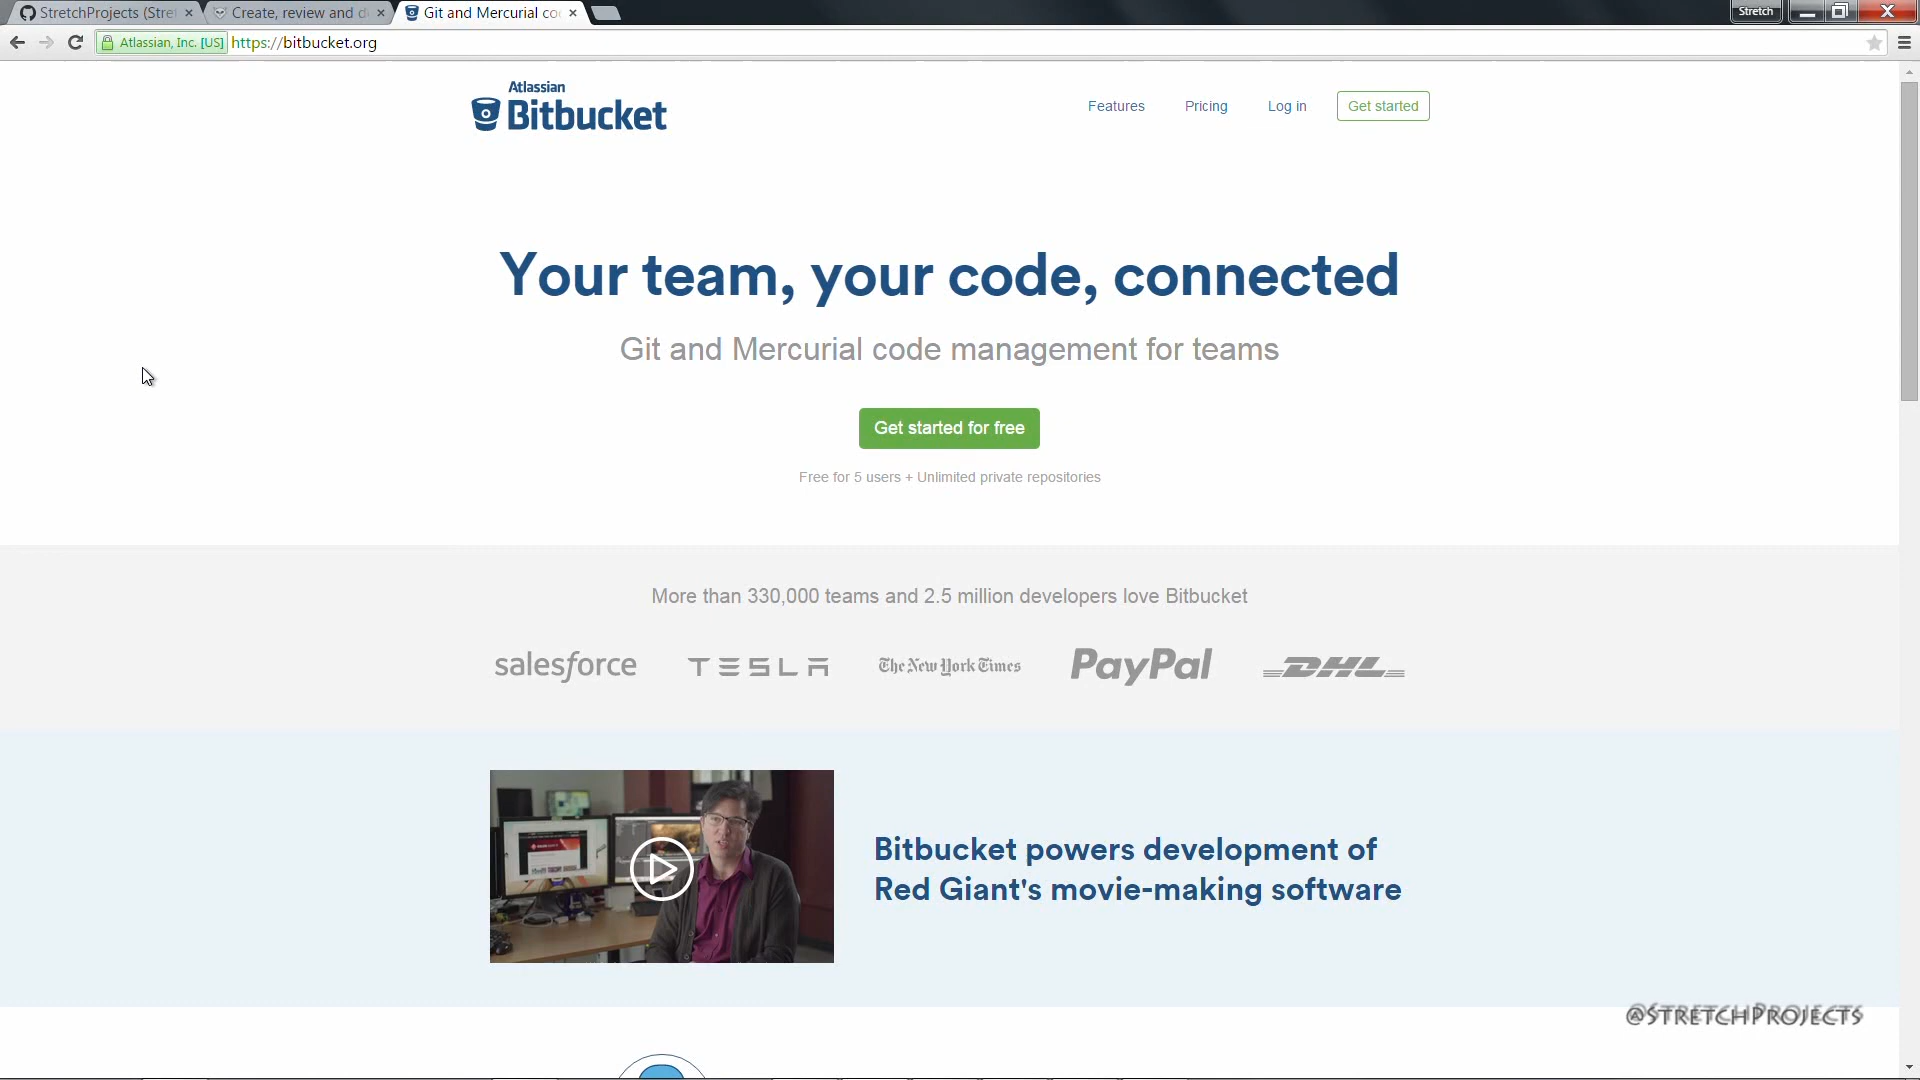 StretchProjects (Stret
Create, review and d
Git and Mercurial co
Stretch
Atlassian, Inc. [US]
https://bitbucket.org
Atlassian
Bitbucket
Features
Pricing
Log in
Get started
Your team, your code, connected
Git and Mercurial code management for teams
Get started for free
Free for 5 users + Unlimited private repositories
More than 330,000 teams and 2.5 million developers love Bitbucket
salesforce
TESLA
The New York Times
PayPal
DHL
Bitbucket powers development of
Red Giant's movie-making software
@StretchProjects